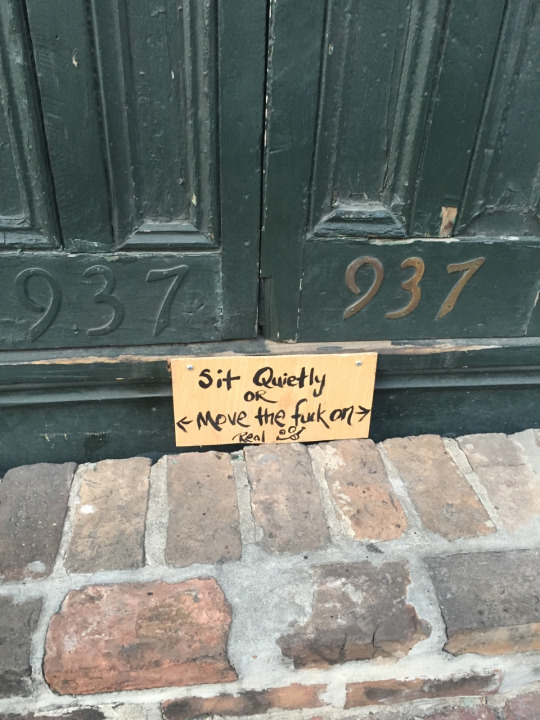 937 937
Sit Quietly
OR
← Move the fuck on →
Real